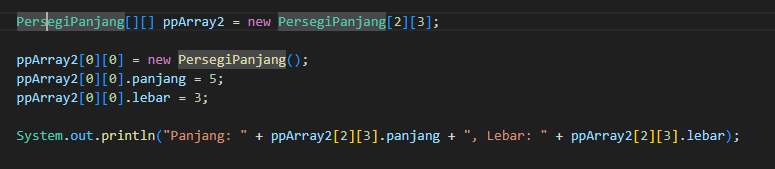 PersegiPanjang[][] ppArray2 = new PersegiPanjang[2][3];
ppArray2[0][0] = new PersegiPanjang();
ppArray2[0][0].panjang = 5;
ppArray2[0][0].lebar = 3;
System.out.println("Panjang: " + ppArray2[2][3].panjang + ", Lebar: " + ppArray2[2][3].lebar);